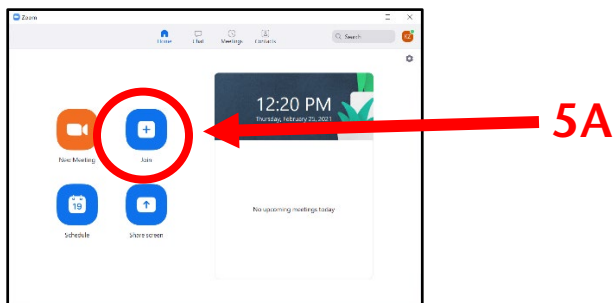 Zoom
Home Chat Meetings Contacts
Search
KZ
12:20 PM
Thursday, February 25, 2021
New Meeting Join
5A
19
Schedule Share screen
No upcoming meetings today